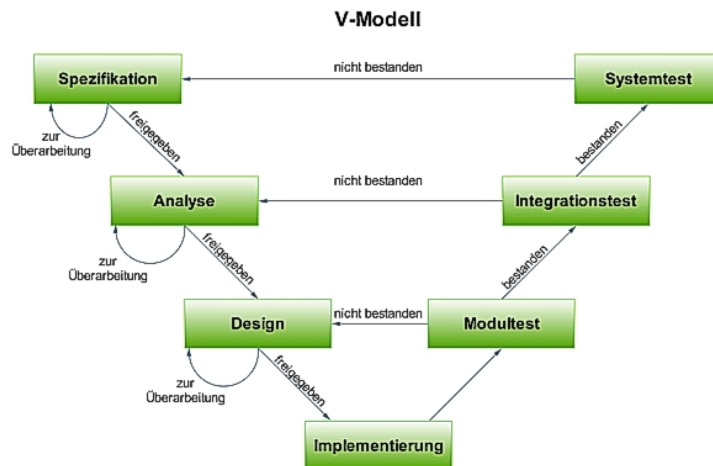 V-Modell
Spezifikation
nicht bestanden
Systemtest
zur
Überarbeitung
freigegeben
bestanden
Analyse
nicht bestanden
Integrationstest
zur
Überarbeitung
freigegeben
bestanden
Design
nicht bestanden
Modultest
zur
Überarbeitung
freigegeben
Implementierung